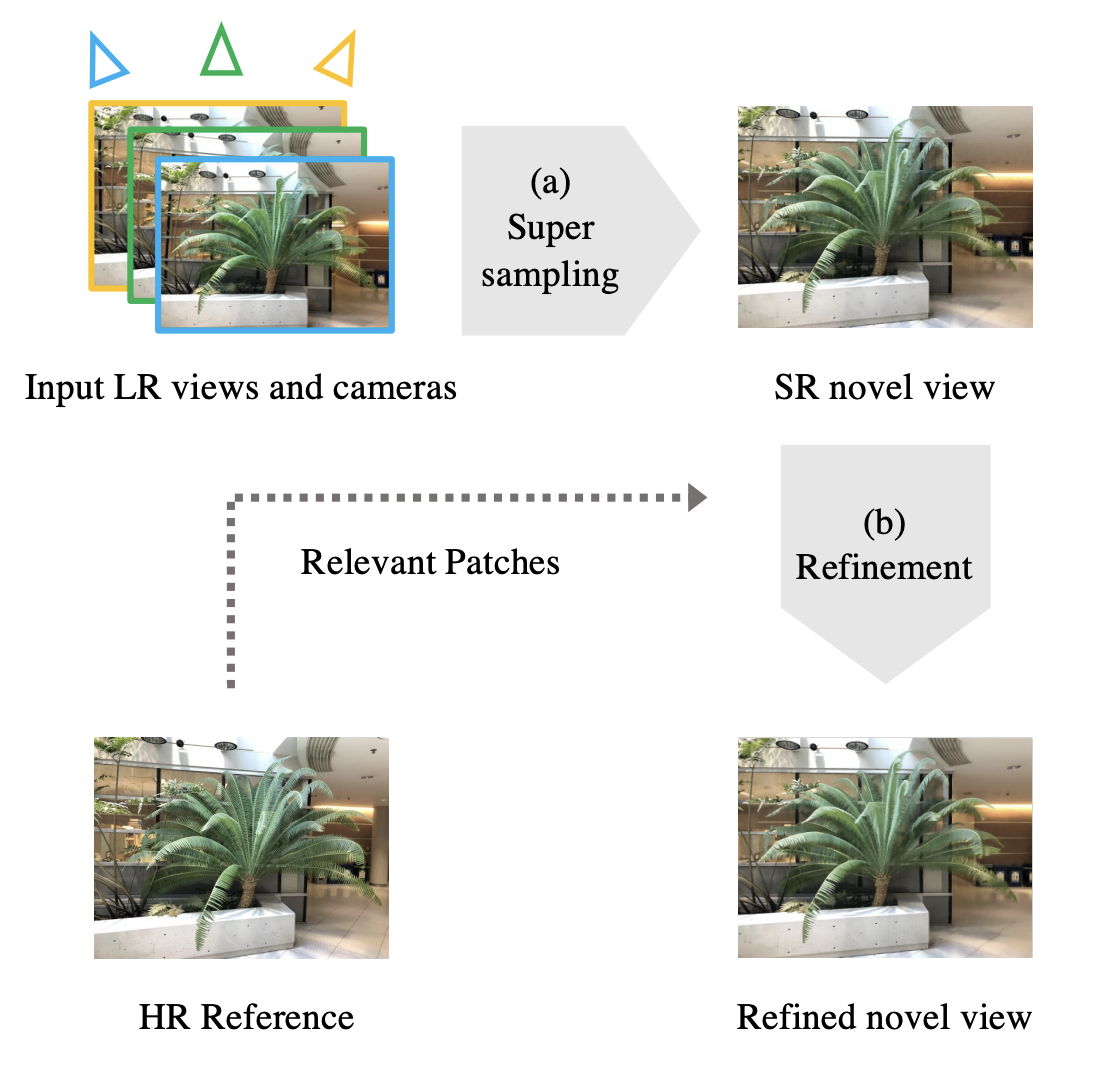 (a)
Super
sampling
Input LR views and cameras
SR novel view
(b)
Refinement
Relevant Patches
HR Reference
Refined novel view